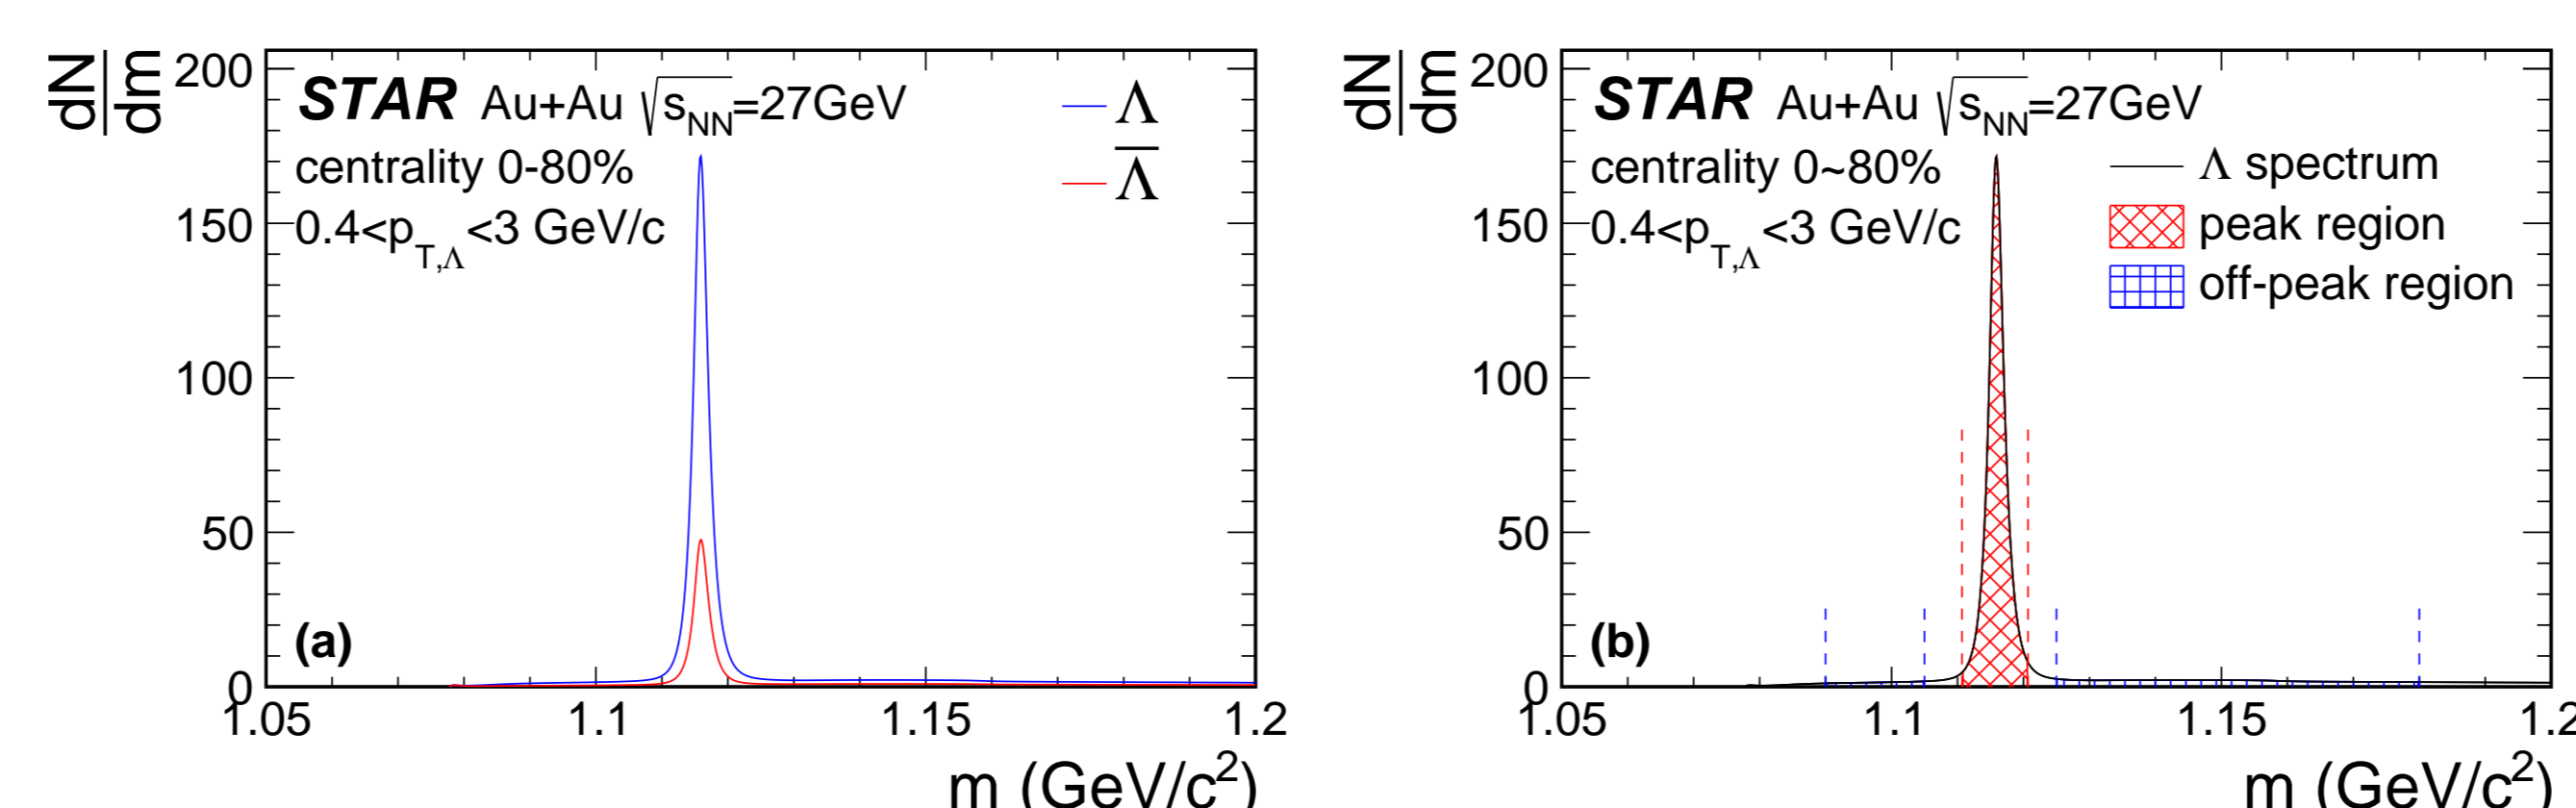 dN
dm
200
150
100
50
0
STAR Au+Au √sNN=27GeV
centrality 0-80%
0.4<pT,Λ<3 GeV/c
Λ
Λ̅
(a)
1.05 1.1 1.15 1.2
m (GeV/c²)
dN
dm
200
150
100
50
0
STAR Au+Au √sNN=27GeV
centrality 0~80%
0.4<pT,Λ<3 GeV/c
Λ spectrum
peak region
off-peak region
(b)
1.05 1.1 1.15 1.2
m (GeV/c²)